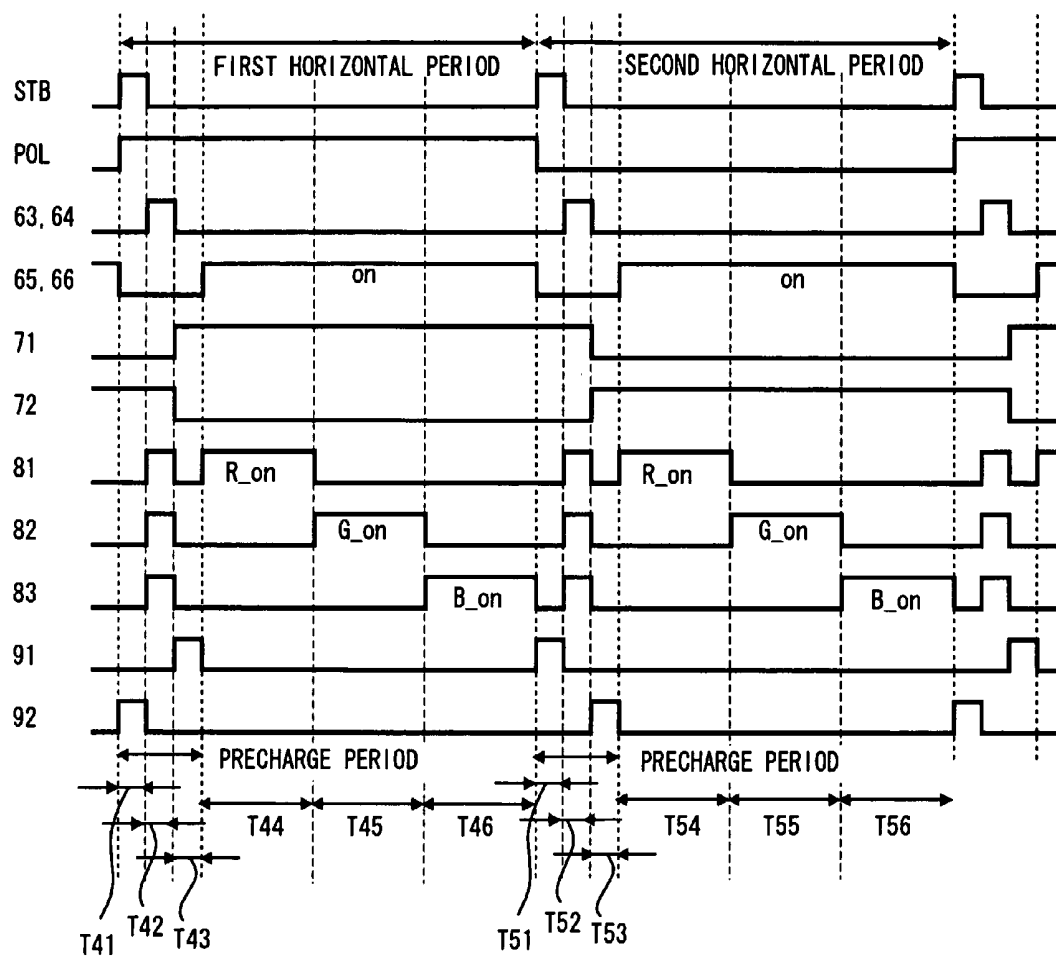 FIRST HORIZONTAL PERIOD SECOND HORIZONTAL PERIOD
STB
POL
63, 64
65, 66 on on
71
72
81 R_on R_on
82 G_on G_on
83 B_on B_on
91
92
PRECHARGE PERIOD PRECHARGE PERIOD
T44 T45 T46 T54 T55 T56
T41 T42 T43 T51 T52 T53